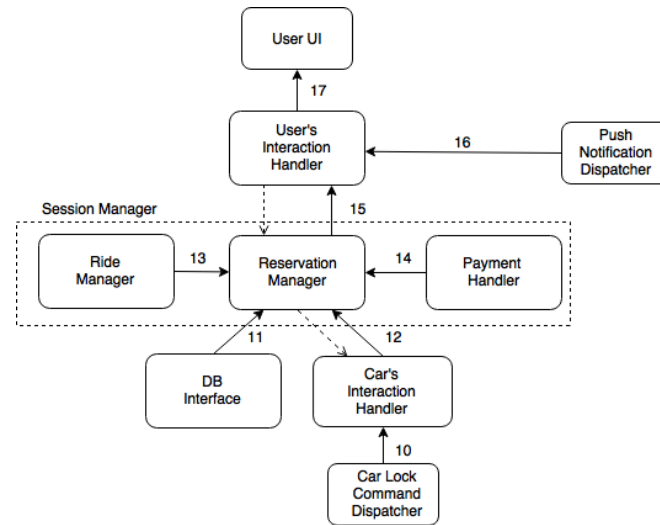 User UI
17
User's
Interaction
Handler
16
Push
Notification
Dispatcher
15
Session Manager
Ride
Manager
13
Reservation
Manager
14
Payment
Handler
11
12
DB
Interface
Car's
Interaction
Handler
10
Car Lock
Command
Dispatcher